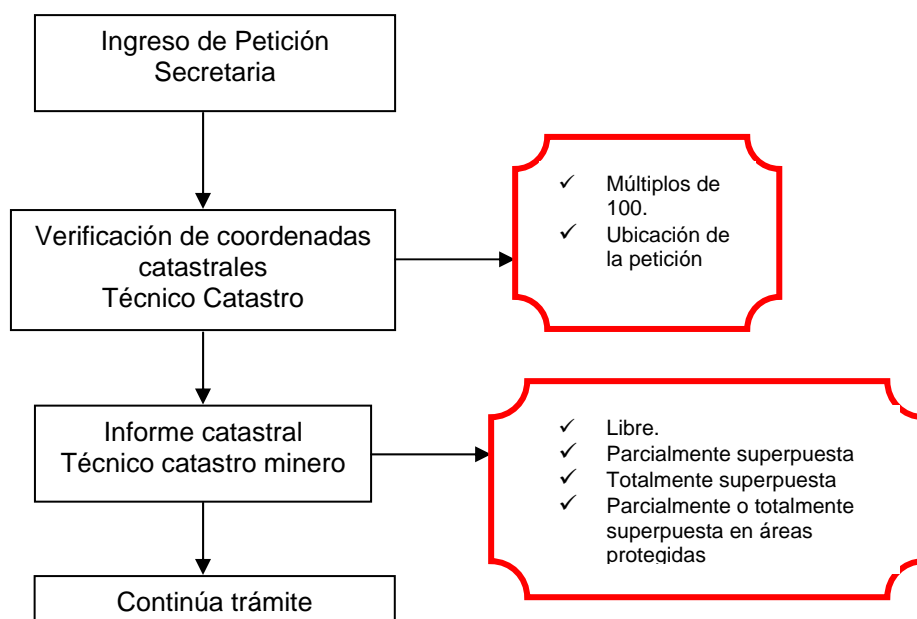 Ingreso de Petición
Secretaria
Verificación de coordenadas
catastrales
Técnico Catastro
✓ Múltiplos de
100.
✓ Ubicación de
la petición
Informe catastral
Técnico catastro minero
✓ Libre.
✓ Parcialmente superpuesta
✓ Totalmente superpuesta
✓ Parcialmente o totalmente
superpuesta en áreas
protegidas
Continúa trámite